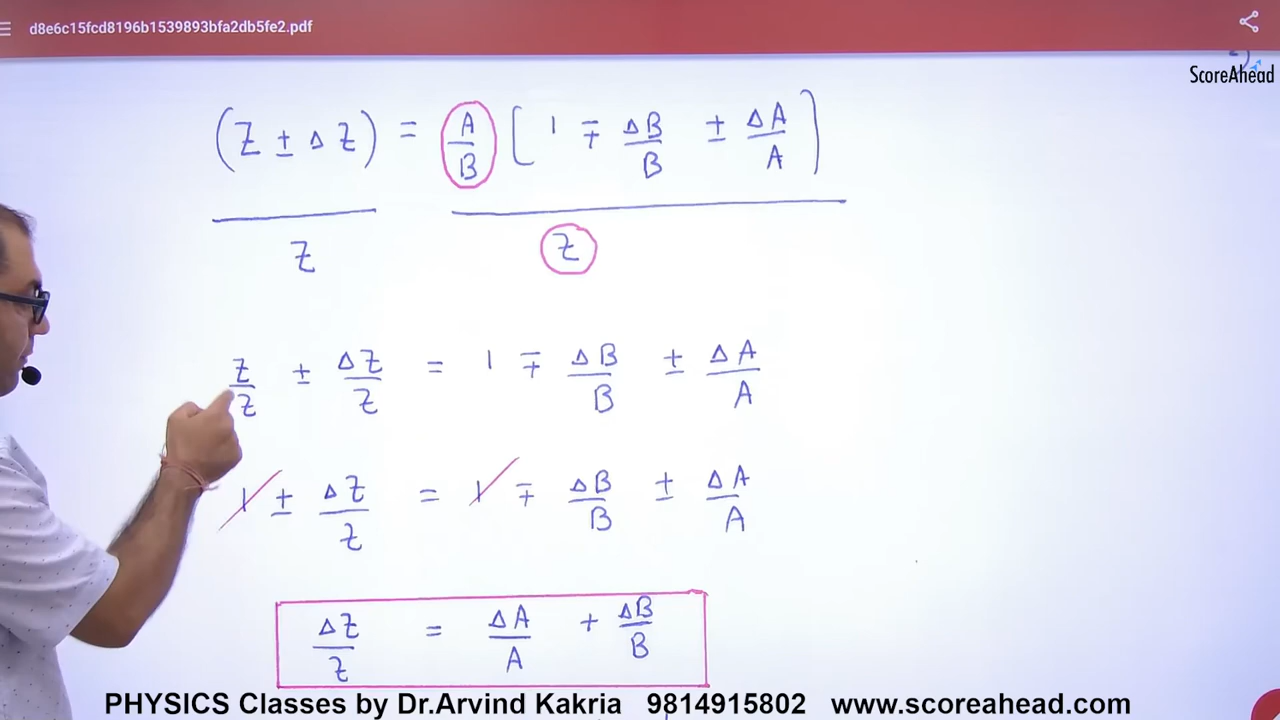 d8e6c15fcd8196b1539893bfa2db5fe2.pdf
ScoreAhead
(Z ± ΔZ) = A/B [1 ∓ ΔB/B ± ΔA/A]
Z Z
Z/Z ± ΔZ/Z = 1 ∓ ΔB/B ± ΔA/A
1 ± ΔZ/Z = 1 ∓ ΔB/B ± ΔA/A
ΔZ/Z = ΔA/A + ΔB/B
PHYSICS Classes by Dr.Arvind Kakria 9814915802 www.scoreahead.com